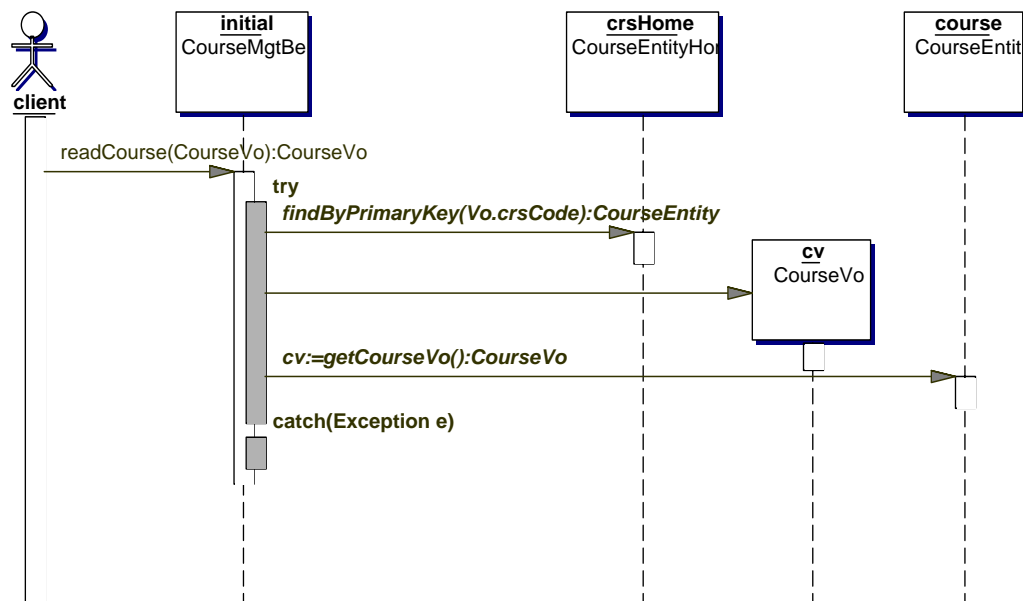 initial
CourseMgtBe
crsHome
CourseEntityHor
course
CourseEntit
client
readCourse(CourseVo):CourseVo
try
findByPrimaryKey(Vo.crsCode):CourseEntity
cv
CourseVo
cv:=getCourseVo():CourseVo
catch(Exception e)